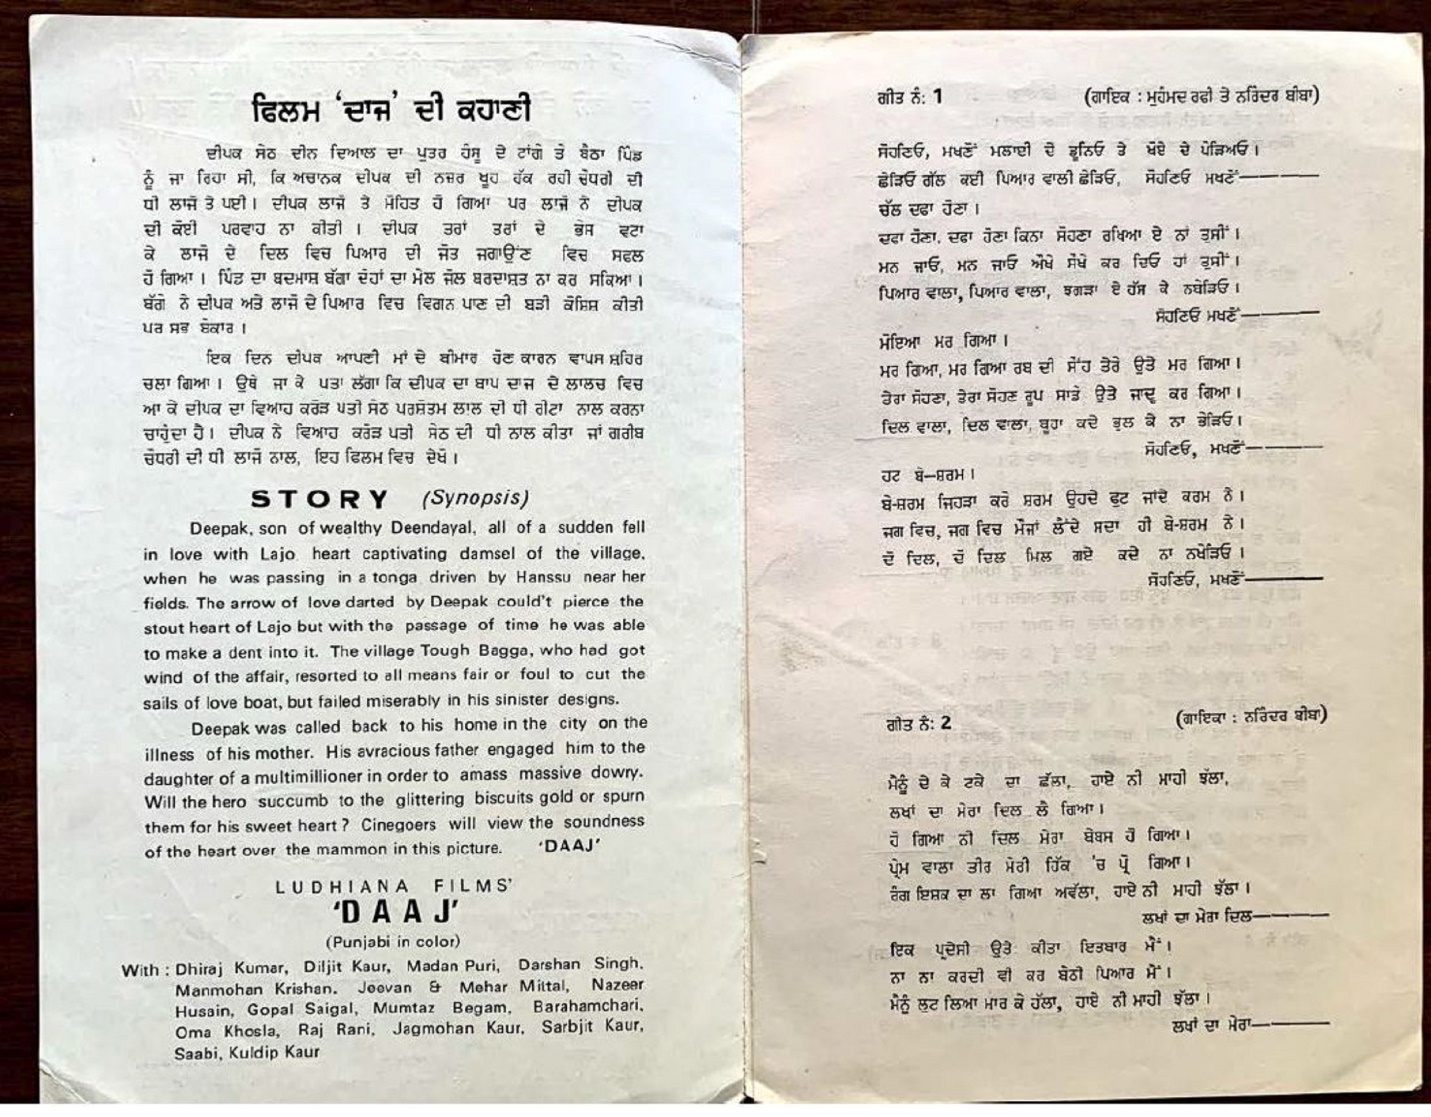 ਫਿਲਮ 'ਦਾਜ' ਦੀ ਕਹਾਣੀ
ਦੀਪਕ ਸੇਠ ਦੀਨ ਦਿਆਲ ਦਾ ਪੁਤਰ ਹੰਸੂ ਦੇ ਟਾਂਗੇ ਤੇ ਬੈਠਾ ਪਿੰਡ
ਨੂੰ ਜਾ ਰਿਹਾ ਸੀ, ਕਿ ਅਚਾਨਕ ਦੀਪਕ ਦੀ ਨਜ਼ਰ ਖੂਹ ਹੱਕ ਰਹੀ ਚੌਧਰੀ ਦੀ
ਧੀ ਲਾਜੋ ਤੇ ਪਈ। ਦੀਪਕ ਲਾਜੋ ਤੇ ਮੋਹਿਤ ਹੋ ਗਿਆ ਪਰ ਲਾਜੋ ਨੇ ਦੀਪਕ
ਦੀ ਕੋਈ ਪਰਵਾਹ ਨਾ ਕੀਤੀ। ਦੀਪਕ ਤਰਾਂ ਤਰਾਂ ਦੇ ਭੇਸ ਵਟਾ
ਕੇ ਲਾਜੋ ਦੇ ਦਿਲ ਵਿਚ ਪਿਆਰ ਦੀ ਜੋਤ ਜਗਾਉਂਣ ਵਿਚ ਸਫਲ
ਹੋ ਗਿਆ। ਪਿੰਡ ਦਾ ਬਦਮਾਸ਼ ਬੱਗਾ ਦੋਹਾਂ ਦਾ ਮੇਲ ਜੋਲ ਬਰਦਾਸ਼ਤ ਨਾ ਕਰ ਸਕਿਆ।
ਬੱਗੇ ਨੇ ਦੀਪਕ ਅਤੇ ਲਾਜੋ ਦੇ ਪਿਆਰ ਵਿਚ ਵਿਗਨ ਪਾਣ ਦੀ ਬੜੀ ਕੋਸ਼ਿਸ਼ ਕੀਤੀ
ਪਰ ਸਭ ਬੇਕਾਰ।
ਇਕ ਦਿਨ ਦੀਪਕ ਆਪਣੀ ਮਾਂ ਦੇ ਬੀਮਾਰ ਹੋਣ ਕਾਰਨ ਵਾਪਸ ਸ਼ਹਿਰ
ਚਲਾ ਗਿਆ। ਉਥੇ ਜਾ ਕੇ ਪਤਾ ਲੱਗਾ ਕਿ ਦੀਪਕ ਦਾ ਬਾਪ ਦਾਜ ਦੇ ਲਾਲਚ ਵਿਚ
ਆ ਕੇ ਦੀਪਕ ਦਾ ਵਿਆਹ ਕਰੋੜ ਪਤੀ ਸੇਠ ਪਰਸ਼ੋਤਮ ਲਾਲ ਦੀ ਧੀ ਰੀਟਾ ਨਾਲ ਕਰਨਾ
ਚਾਹੁੰਦਾ ਹੈ। ਦੀਪਕ ਨੇ ਵਿਆਹ ਕਰੋੜ ਪਤੀ ਸੇਠ ਦੀ ਧੀ ਨਾਲ ਕੀਤਾ ਜਾਂ ਗਰੀਬ
ਚੌਧਰੀ ਦੀ ਧੀ ਲਾਜੋ ਨਾਲ, ਇਹ ਫਿਲਮ ਵਿਚ ਦੇਖੋ।
STORY (Synopsis)
Deepak, son of wealthy Deendayal, all of a sudden fell
in love with Lajo heart captivating damsel of the village,
when he was passing in a tonga driven by Hanssu near her
fields. The arrow of love darted by Deepak could't pierce the
stout heart of Lajo but with the passage of time he was able
to make a dent into it. The village Tough Bagga, who had got
wind of the affair, resorted to all means fair or foul to cut the
sails of love boat, but failed miserably in his sinister designs.
Deepak was called back to his home in the city on the
illness of his mother. His avracious father engaged him to the
daughter of a multimillioner in order to amass massive dowry.
Will the hero succumb to the glittering biscuits gold or spurn
them for his sweet heart? Cinegoers will view the soundness
of the heart over the mammon in this picture. 'DAAJ'
LUDHIANA FILMS'
'DAAJ'
(Punjabi in color)
With : Dhiraj Kumar, Diljit Kaur, Madan Puri, Darshan Singh.
Manmohan Krishan. Jeevan & Mehar Mittal, Nazeer
Husain, Gopal Saigal, Mumtaz Begam, Barahamchari,
Oma Khosla, Raj Rani, Jagmohan Kaur, Sarbjit Kaur,
Saabi, Kuldip Kaur
ਗੀਤ ਨੰ: 1 (ਗਾਇਕ : ਮੁਹੰਮਦ ਰਫੀ ਤੇ ਨਰਿੰਦਰ ਬੀਬਾ)
ਸੋਹਣਿਓ, ਮਖਣੋਂ ਮਲਾਈ ਦੇ ਡੂਨਿਓ ਤੇ ਖੋਏ ਦੇ ਪੇੜਿਅਓ।
ਛੇੜਿਓ ਗੱਲ ਕਈ ਪਿਆਰ ਵਾਲੀ ਛੇੜਿਓ, ਸੋਹਣਿਓ ਮਖਣੋਂ———
ਚੱਲ ਦਫਾ ਹੋਣਾ।
ਦਫਾ ਹੋਣਾ, ਦਫਾ ਹੋਣਾ ਕਿਨਾ ਸੋਹਣਾ ਰਖਿਆ ਏ ਨਾਂ ਤੁਸੀਂ।
ਮਨ ਜਾਓ, ਮਨ ਜਾਓ ਔਖੇ ਸੌਖੇ ਕਰ ਦਿਓ ਹਾਂ ਤੁਸੀਂ।
ਪਿਆਰ ਵਾਲਾ, ਪਿਆਰ ਵਾਲਾ, ਝਗੜਾ ਏ ਹੱਸ ਕੇ ਨਬੇੜਿਓ।
ਸੋਹਣਿਓ ਮਖਣੋਂ———
ਮੋਇਆ ਮਰ ਗਿਆ।
ਮਰ ਗਿਆ, ਮਰ ਗਿਆ ਰਬ ਦੀ ਸੌਂਹ ਤੇਰੇ ਉਤੇ ਮਰ ਗਿਆ।
ਤੇਰਾ ਸੋਹਣਾ, ਤੇਰਾ ਸੋਹਣ ਰੂਪ ਸਾਡੇ ਉਤੇ ਜਾਦੂ ਕਰ ਗਿਆ।
ਦਿਲ ਵਾਲਾ, ਦਿਲ ਵਾਲਾ, ਬੂਹਾ ਕਦੇ ਭੁਲ ਕੇ ਨਾ ਭੇੜਿਓ।
ਸੋਹਣਿਓ, ਮਖਣੋਂ———
ਹਟ ਬੇ—ਸ਼ਰਮ।
ਬੇ-ਸ਼ਰਮ ਜਿਹੜਾ ਕਰੇ ਸ਼ਰਮ ਉਹਦੇ ਫੁਟ ਜਾਂਦੇ ਕਰਮ ਨੇ।
ਜਗ ਵਿਚ, ਜਗ ਵਿਚ ਮੌਜਾਂ ਲੈਂਦੇ ਸਦਾ ਹੀ ਬੇ-ਸ਼ਰਮ ਨੇ।
ਦੋ ਦਿਲ, ਦੋ ਦਿਲ ਮਿਲ ਗਏ ਕਦੇ ਨਾ ਨਖੇੜਿਓ।
ਸੋਹਣਿਓ, ਮਖਣੋਂ———
ਗੀਤ ਨੰ: 2 (ਗਾਇਕਾ : ਨਰਿੰਦਰ ਬੀਬਾ)
ਮੈਨੂੰ ਦੇ ਕੇ ਟਕੇ ਦਾ ਛੱਲਾ, ਹਾਏ ਨੀ ਮਾਹੀ ਝੱਲਾ,
ਲਖਾਂ ਦਾ ਮੇਰਾ ਦਿਲ ਲੈ ਗਿਆ।
ਹੋ ਗਿਆ ਨੀ ਦਿਲ ਮੇਰਾ ਬੇਬਸ ਹੋ ਗਿਆ।
ਪ੍ਰੇਮ ਵਾਲਾ ਤੀਰ ਮੇਰੀ ਹਿੱਕ 'ਚ ਪ੍ਰੋ ਗਿਆ।
ਰੰਗ ਇਸ਼ਕ ਦਾ ਲਾ ਗਿਆ ਅਵੱਲਾ, ਹਾਏ ਨੀ ਮਾਹੀ ਝੱਲਾ।
ਲਖਾਂ ਦਾ ਮੇਰਾ ਦਿਲ———
ਇਕ ਪ੍ਰਦੇਸੀ ਉਤੇ ਕੀਤਾ ਇਤਬਾਰ ਮੈਂ।
ਨਾ ਨਾ ਕਰਦੀ ਵੀ ਕਰ ਬੈਠੀ ਪਿਆਰ ਮੈਂ।
ਮੈਨੂੰ ਲੁਟ ਲਿਆ ਮਾਰ ਕੇ ਹੱਲਾ, ਹਾਏ ਨੀ ਮਾਹੀ ਝੱਲਾ।
ਲਖਾਂ ਦਾ ਮੇਰਾ———